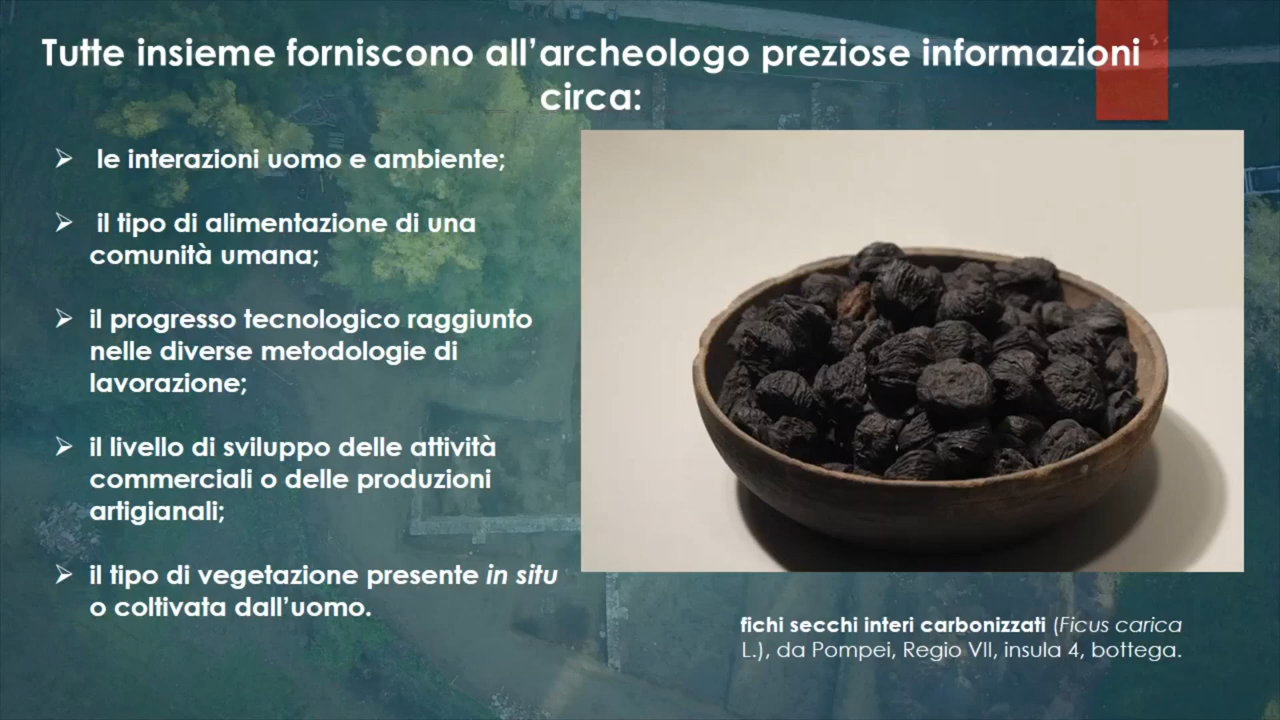 Tutte insieme forniscono all’archeologo preziose informazioni
circa:
➢ le interazioni uomo e ambiente;
➢ il tipo di alimentazione di una
comunità umana;
➢ il progresso tecnologico raggiunto
nelle diverse metodologie di
lavorazione;
➢ il livello di sviluppo delle attività
commerciali o delle produzioni
artigianali;
➢ il tipo di vegetazione presente in situ
o coltivata dall’uomo.
fichi secchi interi carbonizzati (Ficus carica
L.), da Pompei, Regio VII, insula 4, bottega.